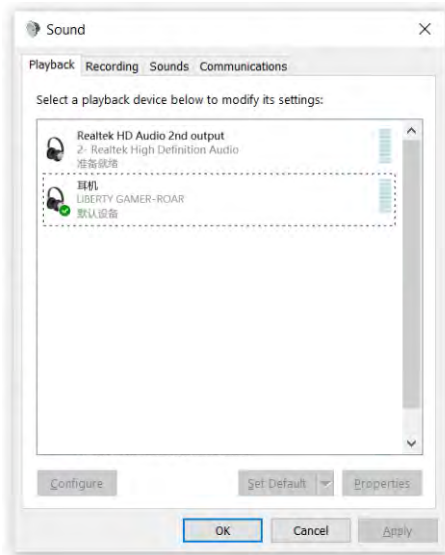 Sound
Playback Recording Sounds Communications
Select a playback device below to modify its settings:
Realtek HD Audio 2nd output
2- Realtek High Definition Audio
准备就绪
耳机
LIBERTY GAMER-ROAR
默认设备
Configure Set Default Properties
OK Cancel Apply